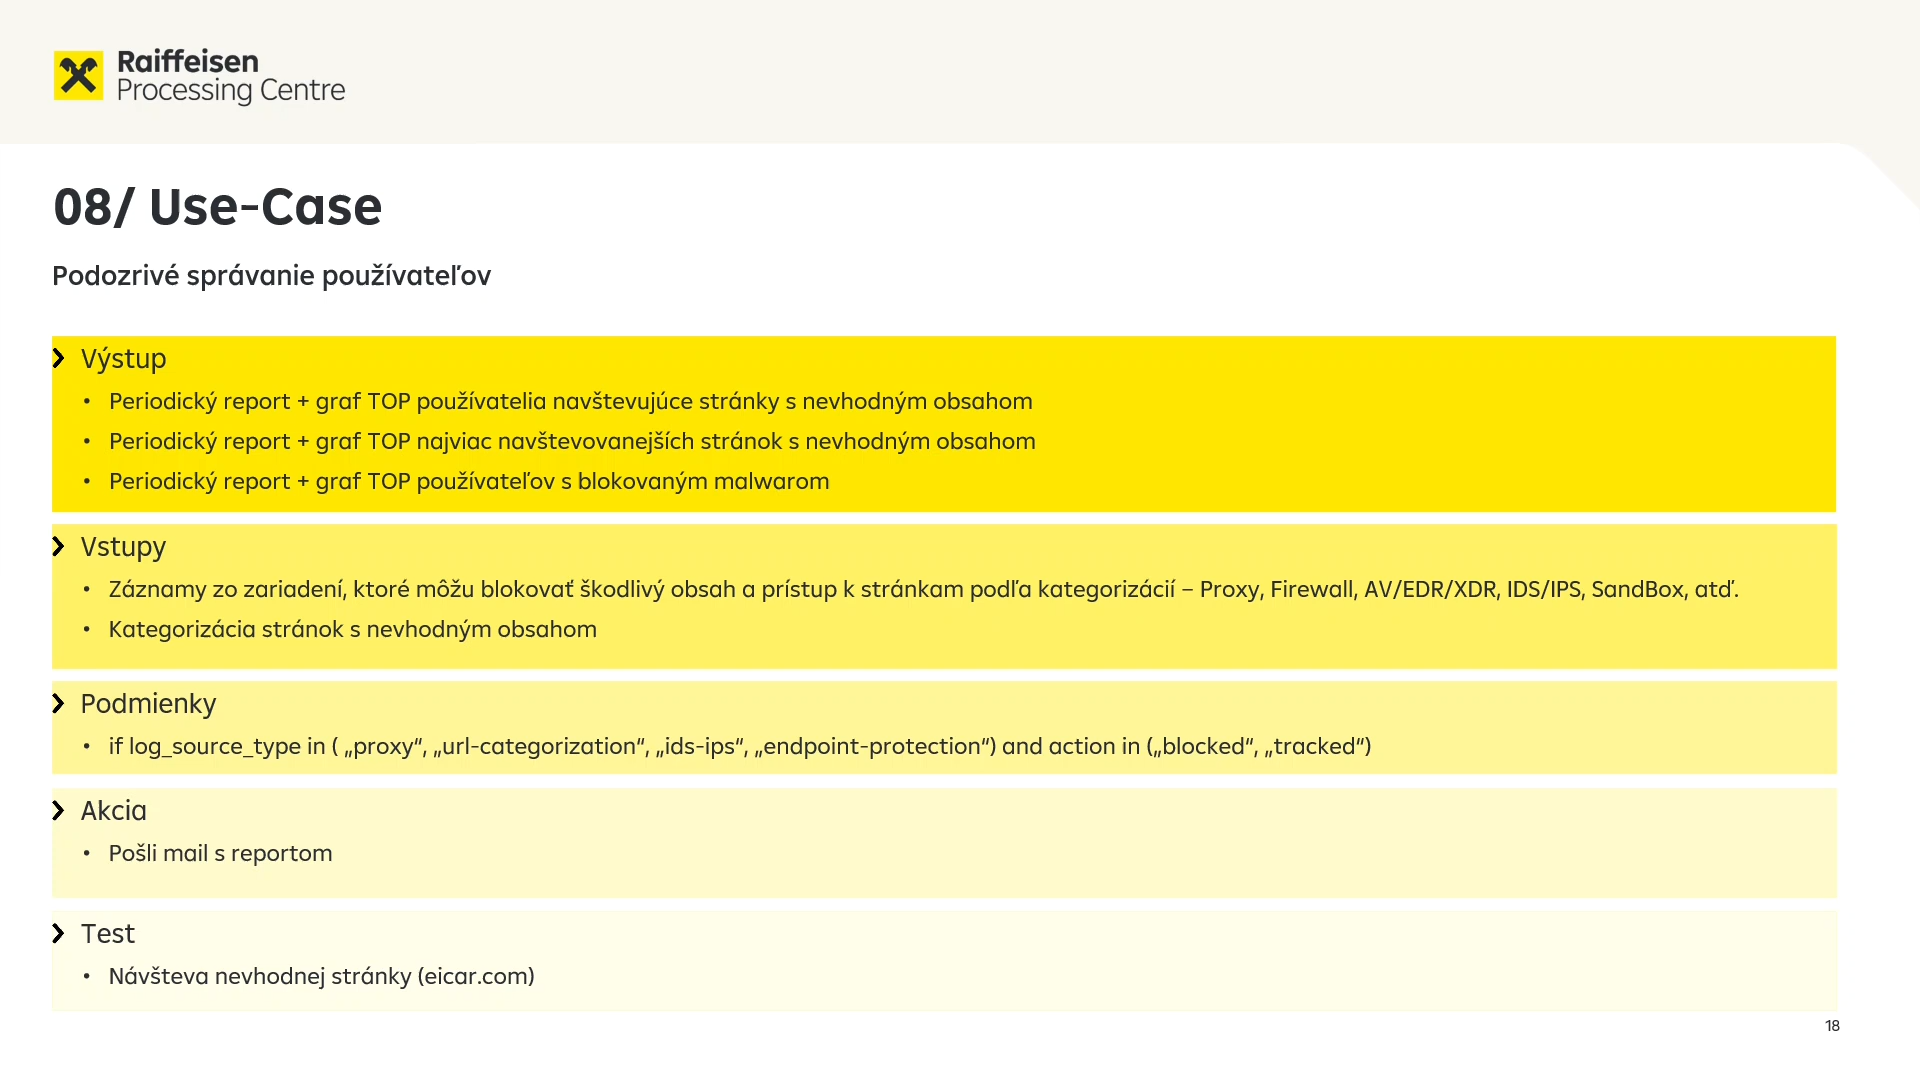 Raiffeisen
Processing Centre
08/ Use-Case
Podozrivé správanie používateľov
Výstup
• Periodický report + graf TOP používatelia navštevujúce stránky s nevhodným obsahom
• Periodický report + graf TOP najviac navštevovanejších stránok s nevhodným obsahom
• Periodický report + graf TOP používateľov s blokovaným malwarom
Vstupy
• Záznamy zo zariadení, ktoré môžu blokovať škodlivý obsah a prístup k stránkam podľa kategorizácií – Proxy, Firewall, AV/EDR/XDR, IDS/IPS, SandBox, atď.
• Kategorizácia stránok s nevhodným obsahom
Podmienky
• if log_source_type in ( „proxy“, „url-categorization“, „ids-ips“, „endpoint-protection“) and action in („blocked“, „tracked“)
Akcia
• Pošli mail s reportom
Test
• Návšteva nevhodnej stránky (eicar.com)
18